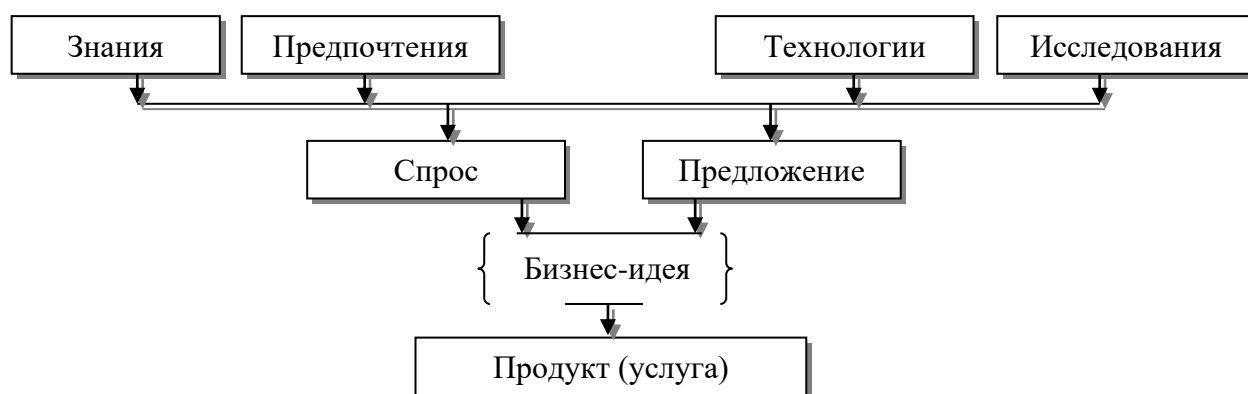 Знания
Предпочтения
Технологии
Исследования
Спрос
Предложение
Бизнес-идея
Продукт (услуга)